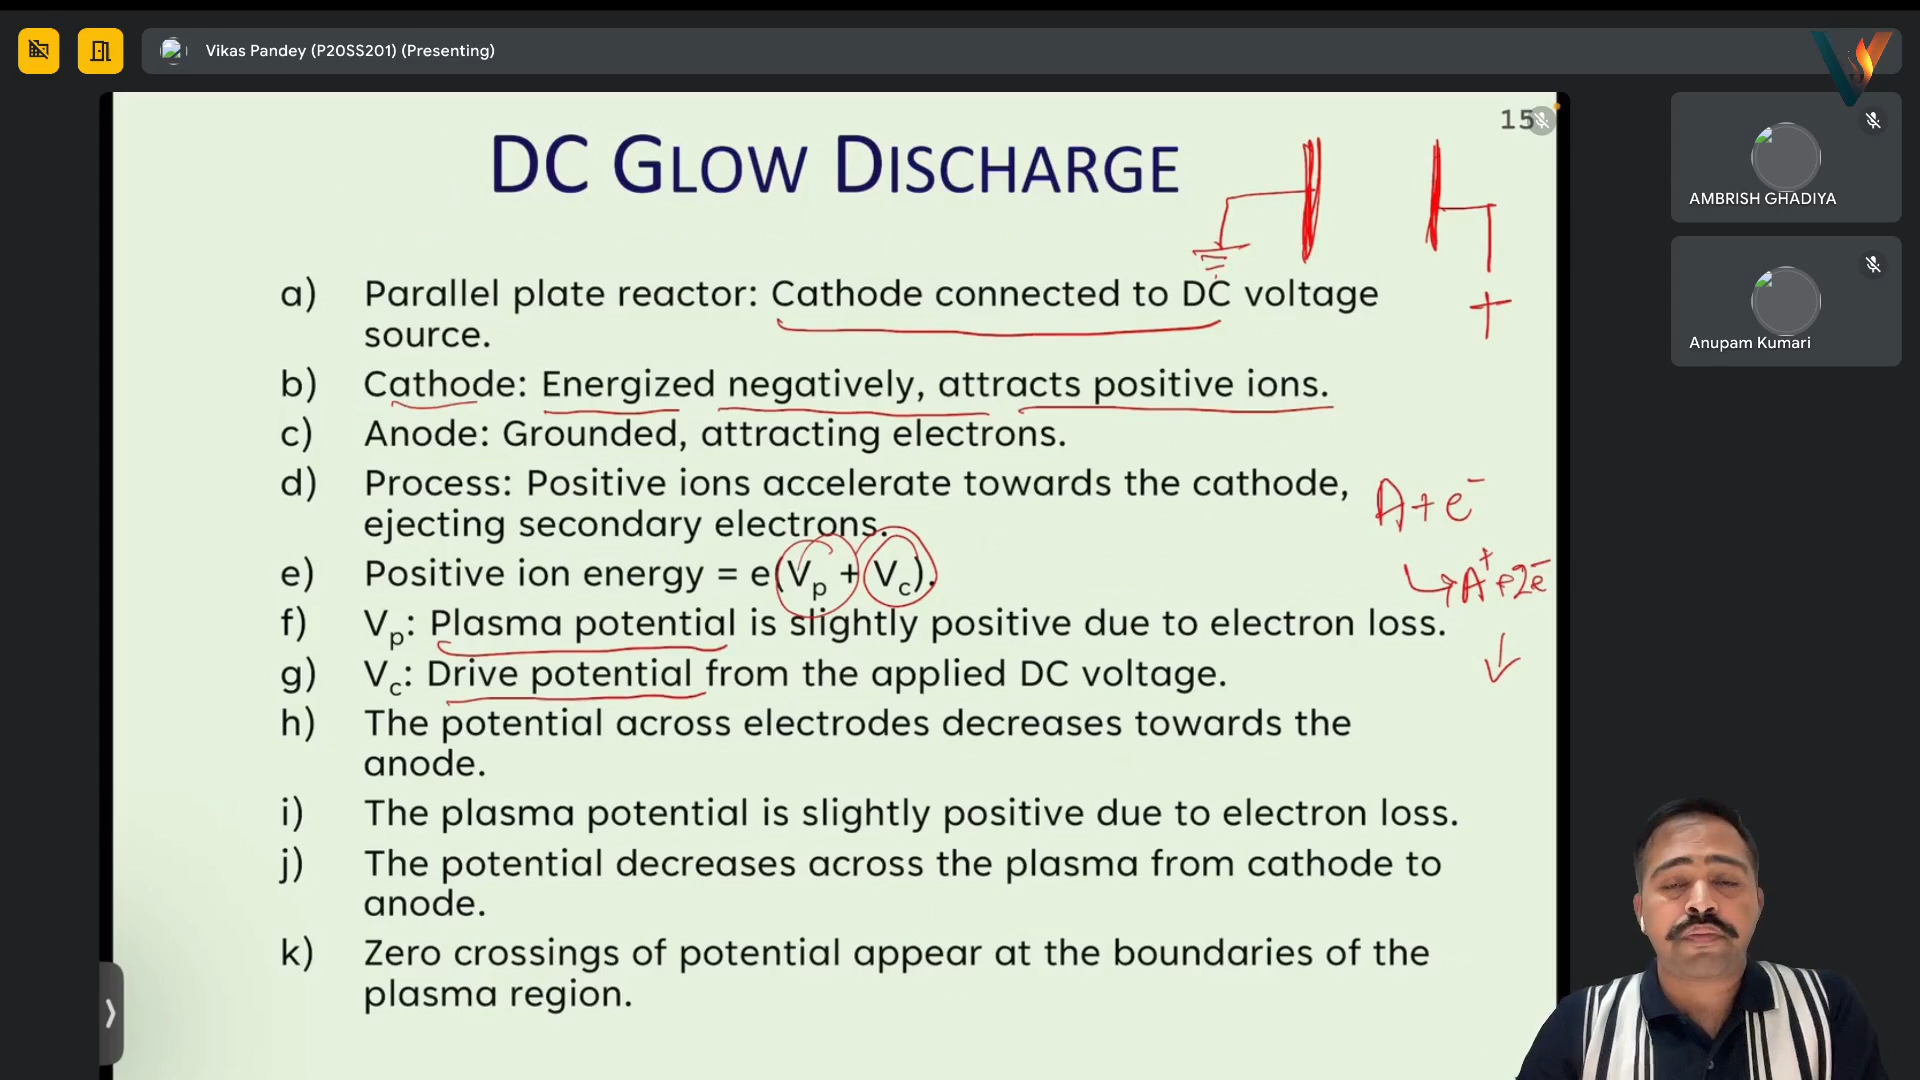 Vikas Pandey (P20SS201) (Presenting)
15
DC GLOW DISCHARGE
a) Parallel plate reactor: Cathode connected to DC voltage
source.
b) Cathode: Energized negatively, attracts positive ions.
c) Anode: Grounded, attracting electrons.
d) Process: Positive ions accelerate towards the cathode,
ejecting secondary electrons.
e) Positive ion energy = e(Vp + Vc).
f) Vp: Plasma potential is slightly positive due to electron loss.
g) Vc: Drive potential from the applied DC voltage.
h) The potential across electrodes decreases towards the
anode.
i) The plasma potential is slightly positive due to electron loss.
j) The potential decreases across the plasma from cathode to
anode.
k) Zero crossings of potential appear at the boundaries of the
plasma region.
+
A + e⁻
↳ A⁺ + 2e⁻
AMBRISH GHADIYA
Anupam Kumari